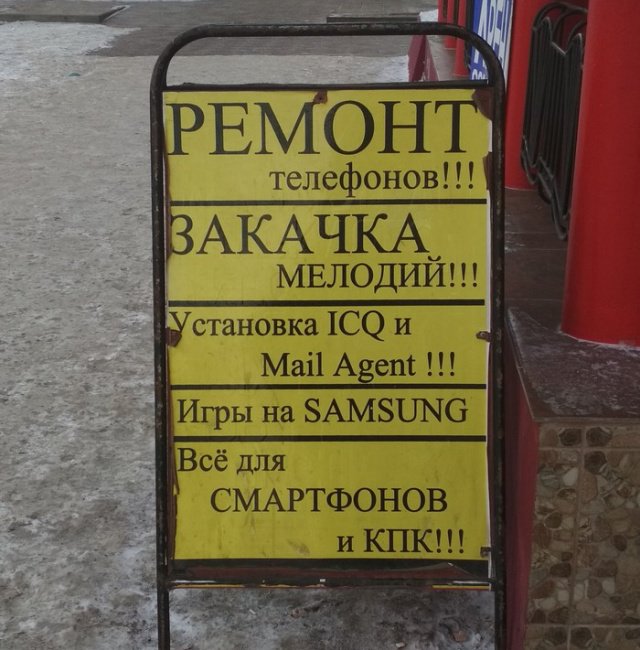 РЕМОНТ
телефонов!!!
ЗАКАЧКА
МЕЛОДИЙ!!!
Установка ICQ и
Mail Agent !!!
Игры на SAMSUNG
Всё для
СМАРТФОНОВ
и КПК!!!